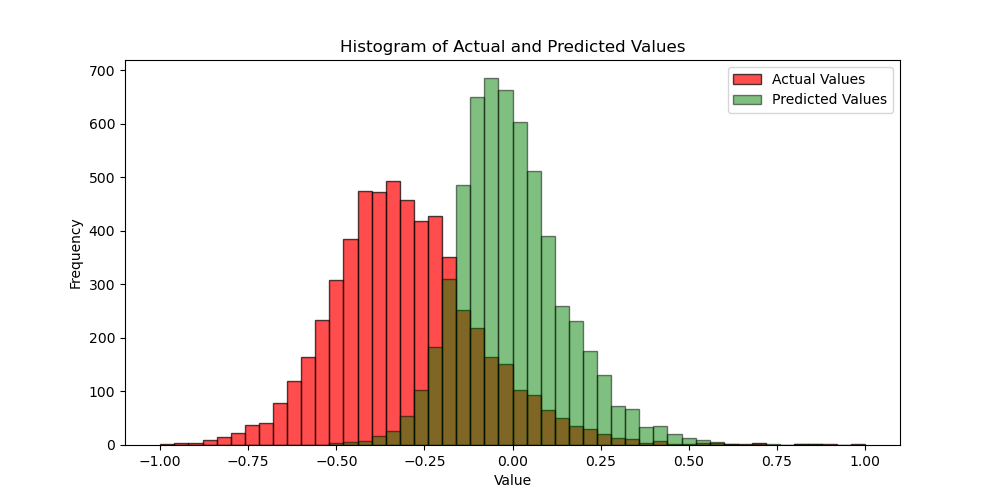 Histogram of Actual and Predicted Values
Actual Values
Predicted Values
Frequency
700
600
500
400
300
200
100
0
−1.00 −0.75 −0.50 −0.25 0.00 0.25 0.50 0.75 1.00
Value